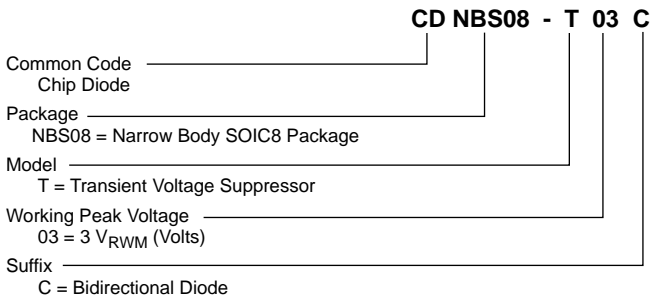 CD NBS08 - T 03 C
Common Code
Chip Diode
Package
NBS08 = Narrow Body SOIC8 Package
Model
T = Transient Voltage Suppressor
Working Peak Voltage
03 = 3 VRWM (Volts)
Suffix
C = Bidirectional Diode